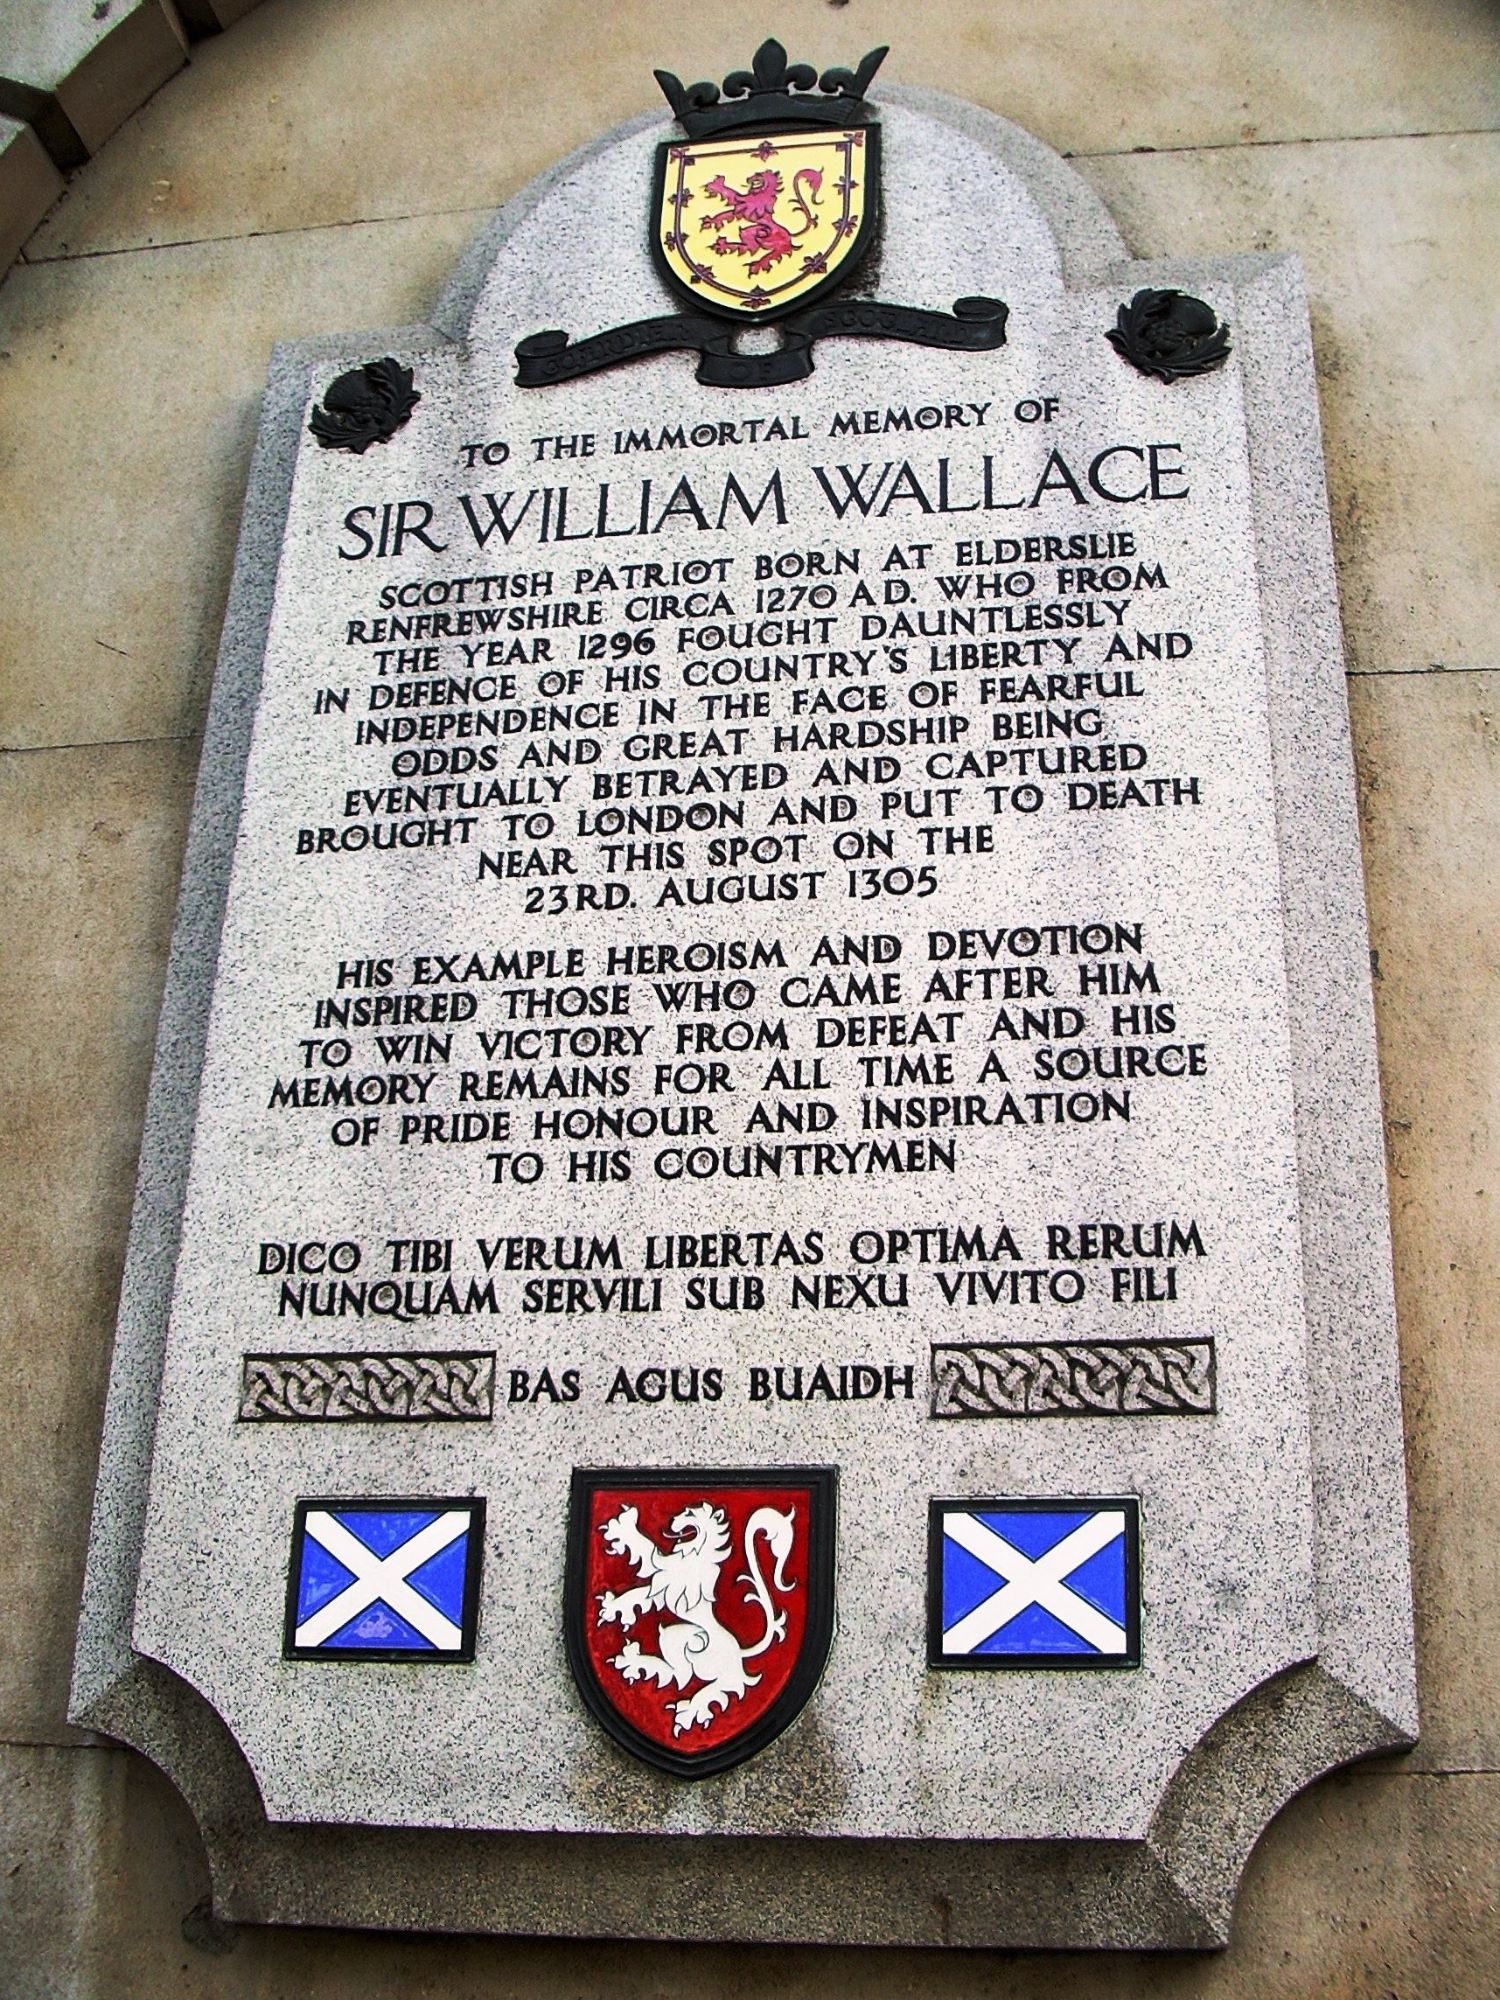 GUARDIAN OF SCOTLAND
TO THE IMMORTAL MEMORY OF
SIR WILLIAM WALLACE
SCOTTISH PATRIOT BORN AT ELDERSLIE
RENFREWSHIRE CIRCA 1270 A.D. WHO FROM
THE YEAR 1296 FOUGHT DAUNTLESSLY
IN DEFENCE OF HIS COUNTRY'S LIBERTY AND
INDEPENDENCE IN THE FACE OF FEARFUL
ODDS AND GREAT HARDSHIP BEING
EVENTUALLY BETRAYED AND CAPTURED
BROUGHT TO LONDON AND PUT TO DEATH
NEAR THIS SPOT ON THE
23RD. AUGUST 1305
HIS EXAMPLE HEROISM AND DEVOTION
INSPIRED THOSE WHO CAME AFTER HIM
TO WIN VICTORY FROM DEFEAT AND HIS
MEMORY REMAINS FOR ALL TIME A SOURCE
OF PRIDE HONOUR AND INSPIRATION
TO HIS COUNTRYMEN
DICO TIBI VERUM LIBERTAS OPTIMA RERUM
NUNQUAM SERVILI SUB NEXU VIVITO FILI
BAS AGUS BUAIDH